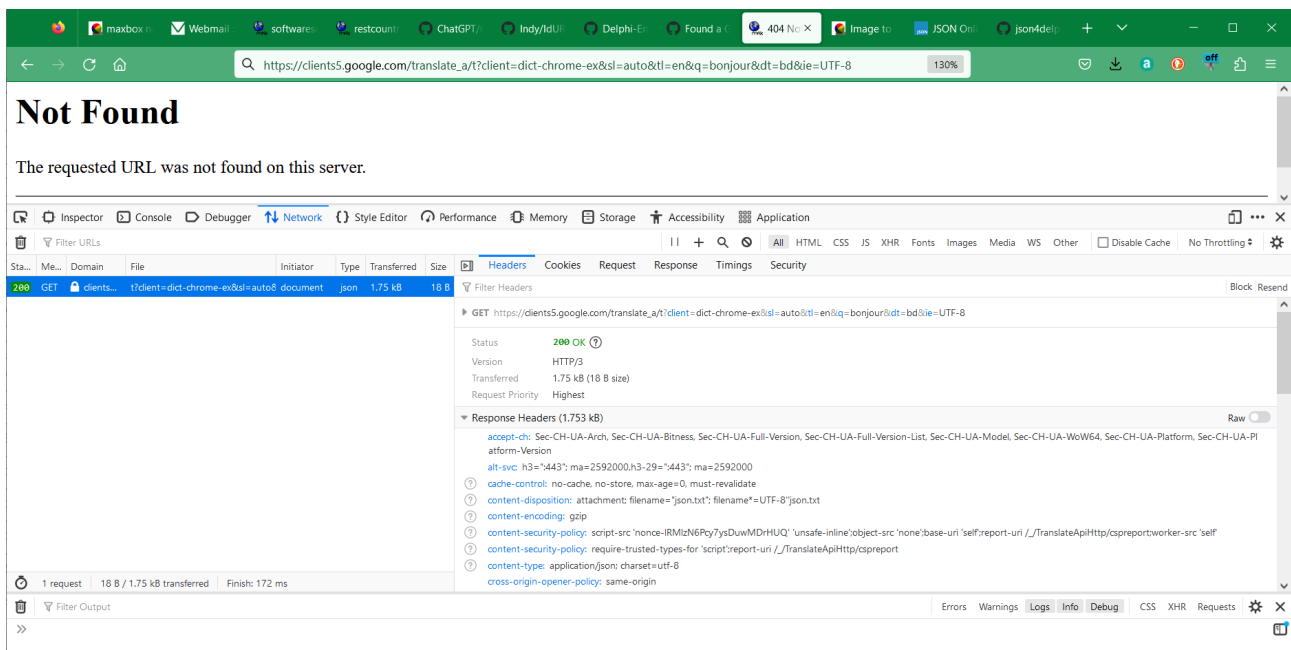 maxbox n
Webmail :
softwares
restcountr
ChatGPT/
Indy/IdUR
Delphi-En
Found a G
404 No
Image to
JSON Onli
json4delp
https://clients5.google.com/translate_a/t?client=dict-chrome-ex&sl=auto&tl=en&q=bonjour&dt=bd&ie=UTF-8
130%
off
Not Found
The requested URL was not found on this server.
Inspector Console Debugger Network Style Editor Performance Memory Storage Accessibility Application
Filter URLs
All HTML CSS JS XHR Fonts Images Media WS Other Disable Cache No Throttling
Sta... Me... Domain File Initiator Type Transferred Size
Headers Cookies Request Response Timings Security
200 GET clients... t?client=dict-chrome-ex&sl=auto& document json 1.75 kB 18 B
Filter Headers
Block Resend
GET https://clients5.google.com/translate_a/t?client=dict-chrome-ex&sl=auto&tl=en&q=bonjour&dt=bd&ie=UTF-8
Status 200 OK
Version HTTP/3
Transferred 1.75 kB (18 B size)
Request Priority Highest
Response Headers (1.753 kB)
Raw
accept-ch: Sec-CH-UA-Arch, Sec-CH-UA-Bitness, Sec-CH-UA-Full-Version, Sec-CH-UA-Full-Version-List, Sec-CH-UA-Model, Sec-CH-UA-WoW64, Sec-CH-UA-Platform, Sec-CH-UA-Pl
atform-Version
alt-svc: h3=":443"; ma=2592000,h3-29=":443"; ma=2592000
cache-control: no-cache, no-store, max-age=0, must-revalidate
content-disposition: attachment; filename="json.txt"; filename*=UTF-8''json.txt
content-encoding: gzip
content-security-policy: script-src 'nonce-IRMIzN6Pcy7ysDuwMDrHUQ' 'unsafe-inline';object-src 'none';base-uri 'self';report-uri /_/TranslateApiHttp/cspreport;worker-src 'self'
content-security-policy: require-trusted-types-for 'script';report-uri /_/TranslateApiHttp/cspreport
content-type: application/json; charset=utf-8
cross-origin-opener-policy: same-origin
1 request 18 B / 1.75 kB transferred Finish: 172 ms
Filter Output
Errors Warnings Logs Info Debug CSS XHR Requests